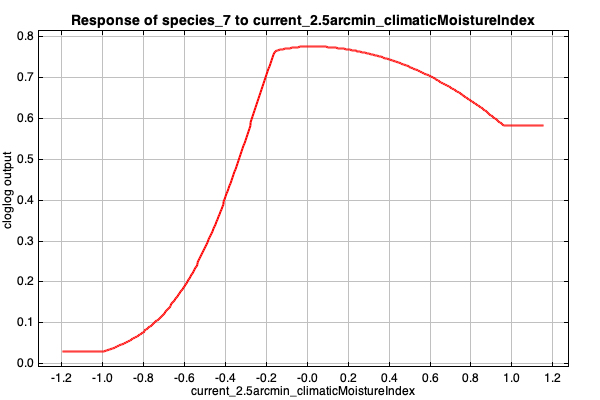 Response of species_7 to current_2.5arcmin_climaticMoistureIndex
0.8
0.7
0.6
0.5
0.4
0.3
0.2
0.1
0.0
cloglog output
-1.2 -1.0 -0.8 -0.6 -0.4 -0.2 -0.0 0.2 0.4 0.6 0.8 1.0 1.2
current_2.5arcmin_climaticMoistureIndex